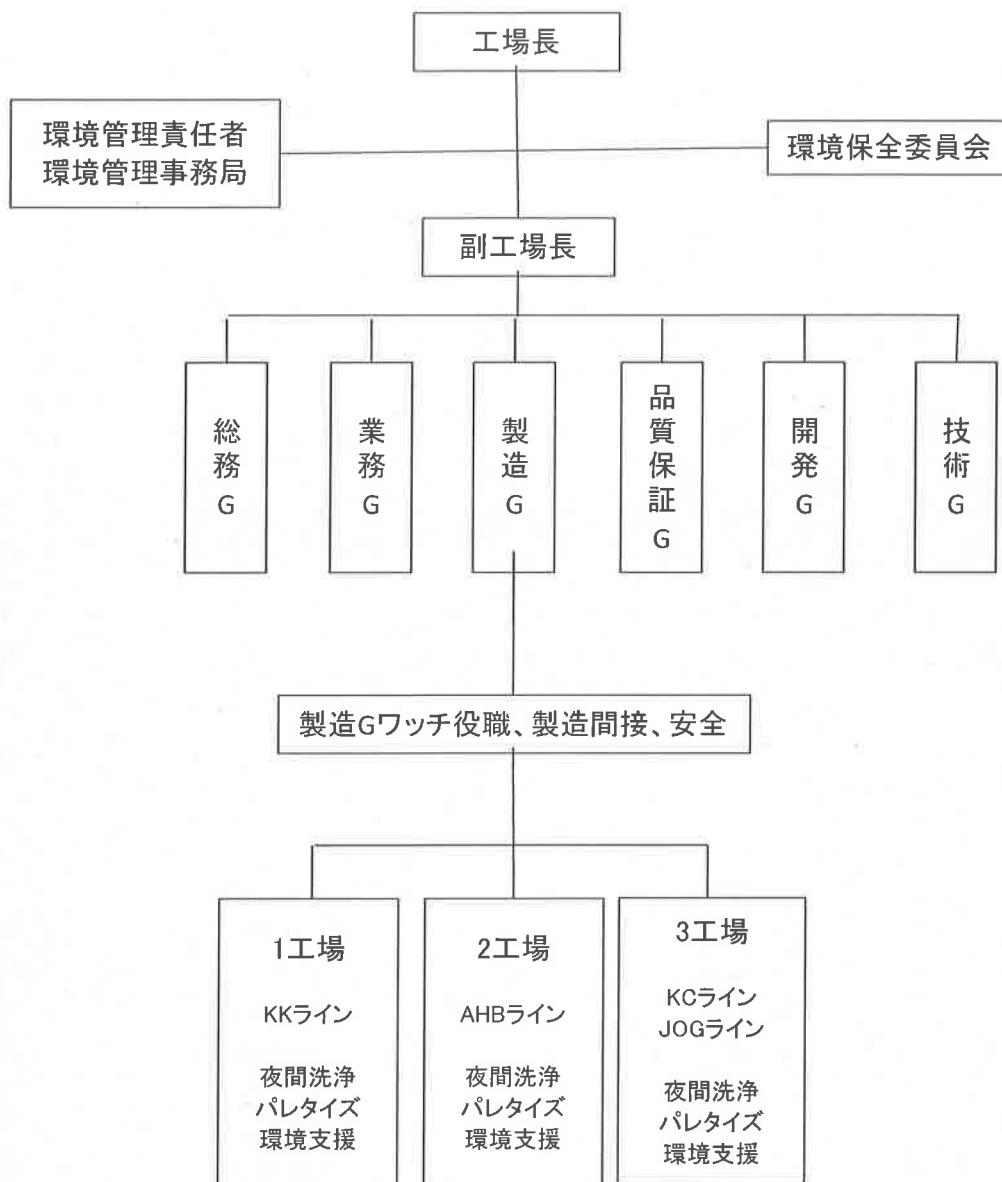 工場長
環境管理責任者
環境管理事務局
環境保全委員会
副工場長
総務G
業務G
製造G
品質保証G
開発G
技術G
製造Gワッチ役職、製造間接、安全
1工場
KKライン
夜間洗浄
パレタイズ
環境支援
2工場
AHBライン
夜間洗浄
パレタイズ
環境支援
3工場
KCライン
JOGライン
夜間洗浄
パレタイズ
環境支援